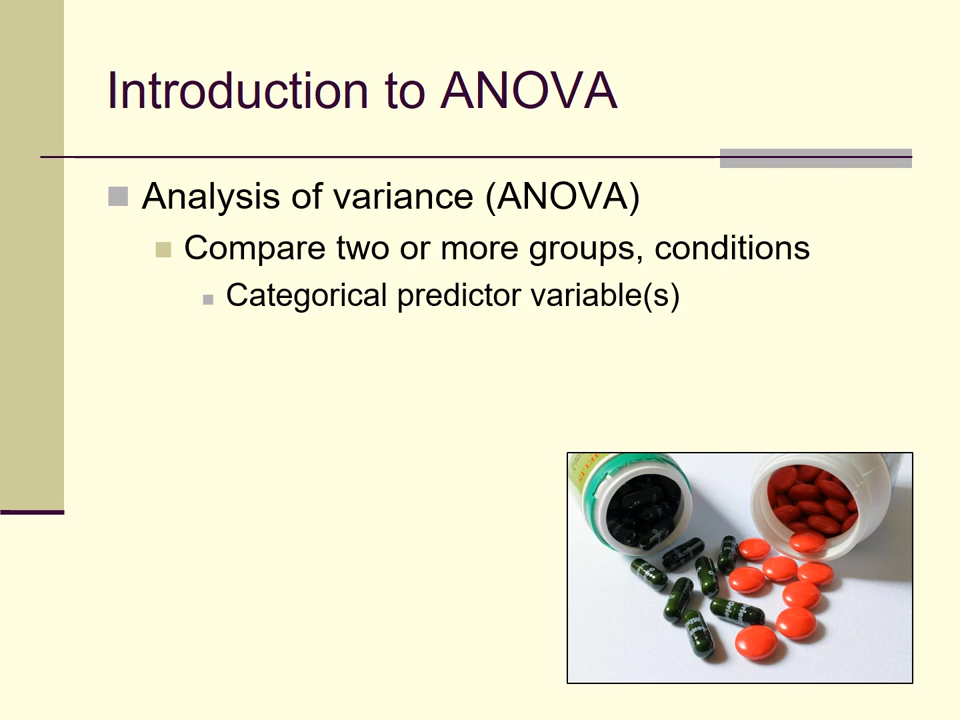 Introduction to ANOVA
Analysis of variance (ANOVA)
Compare two or more groups, conditions
Categorical predictor variable(s)